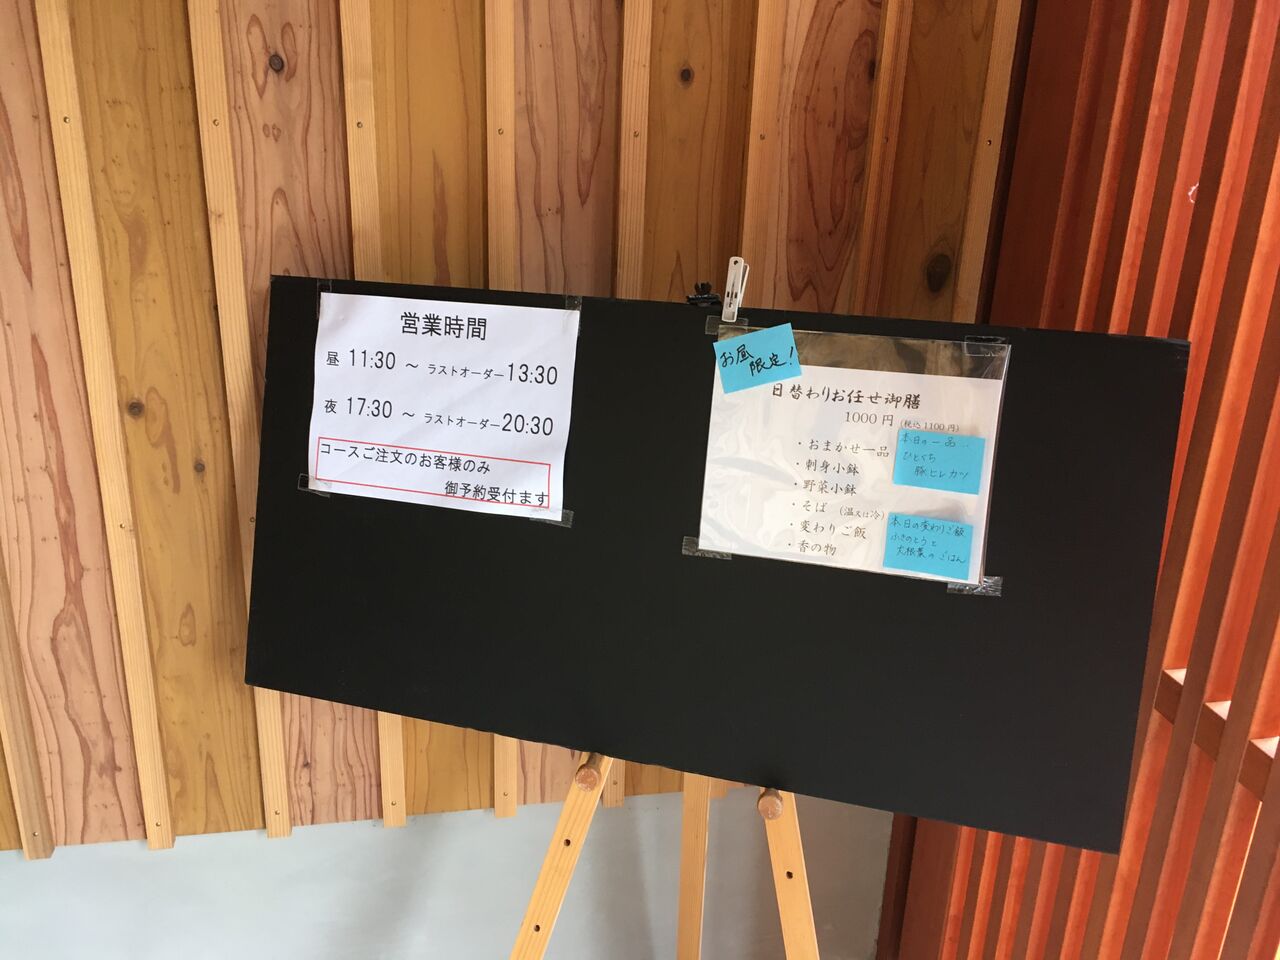 営業時間
昼 11:30 ～ ラストオーダー13:30
夜 17:30 ～ ラストオーダー20:30
コースご注文のお客様のみ
御予約受付ます
お昼
限定!
日替わりお任せ御膳
1000円 (税込1100円)
・おまかせ一品
・刺身小鉢
・野菜小鉢
・そば (温又は冷)
・変わりご飯
・香の物
本日の一品…
ひとくち
豚ヒレカツ
本日の変わりご飯
ふきのとうと
大根葉のごはん